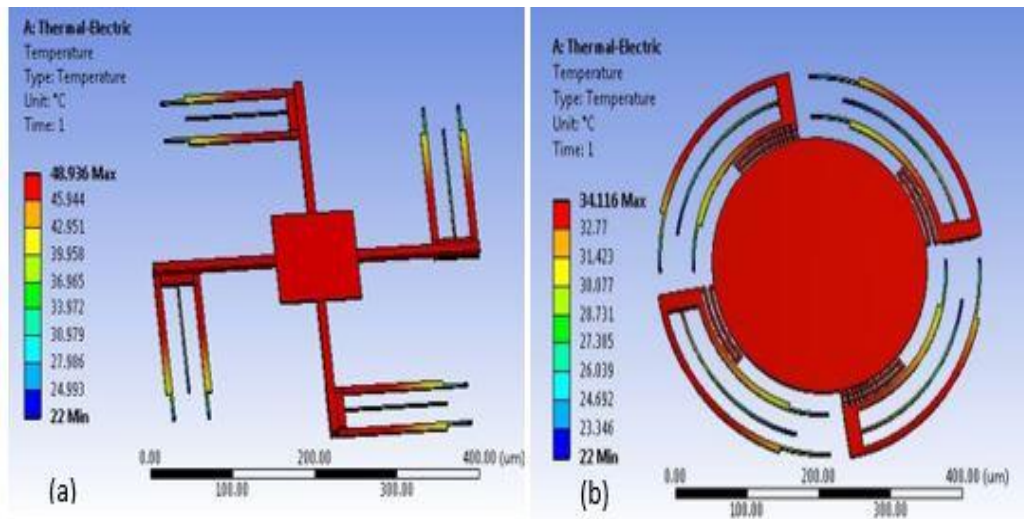 A: Thermal-Electric
Temperature
Type: Temperature
Unit: °C
Time: 1
48.936 Max
45.944
42.951
39.958
36.965
33.972
30.979
27.986
24.993
22 Min
0.00
200.00
400.00 (um)
100.00
300.00
(a)
A: Thermal-Electric
Temperature
Type: Temperature
Unit: °C
Time: 1
34.116 Max
32.77
31.423
30.077
28.731
27.385
26.039
24.692
23.346
22 Min
0.00
200.00
400.00 (um)
100.00
300.00
(b)